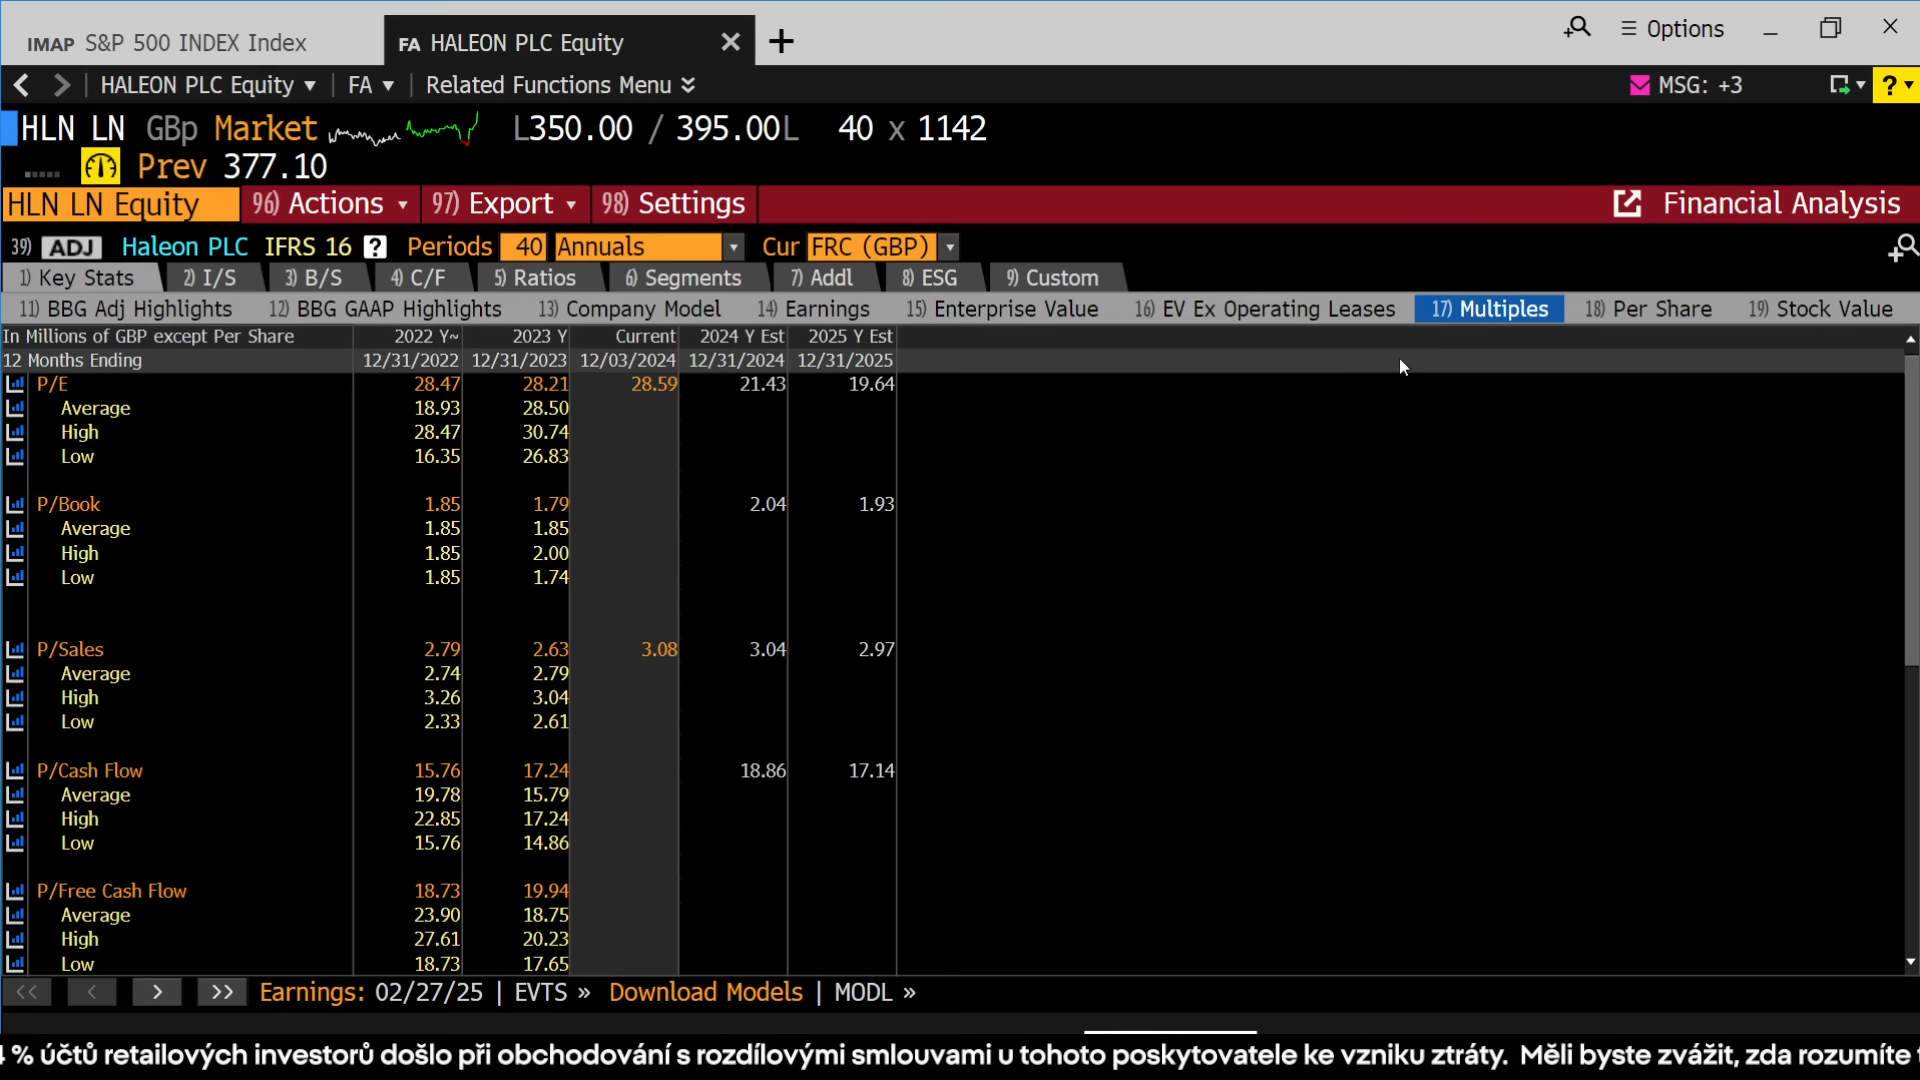 IMAP S&P 500 INDEX Index
FA HALEON PLC Equity
Options
HALEON PLC Equity FA Related Functions Menu MSG: +3 ?
HLN LN GBp Market L350.00 / 395.00L 40 x 1142
Prev 377.10
HLN LN Equity 96) Actions 97) Export 98) Settings Financial Analysis
39) ADJ Haleon PLC IFRS 16 ? Periods 40 Annuals Cur FRC (GBP)
1) Key Stats 2) I/S 3) B/S 4) C/F 5) Ratios 6) Segments 7) Addl 8) ESG 9) Custom
11) BBG Adj Highlights 12) BBG GAAP Highlights 13) Company Model 14) Earnings 15) Enterprise Value 16) EV Ex Operating Leases 17) Multiples 18) Per Share 19) Stock Value
In Millions of GBP except Per Share 2022 Y~ 2023 Y Current 2024 Y Est 2025 Y Est
12 Months Ending 12/31/2022 12/31/2023 12/03/2024 12/31/2024 12/31/2025
P/E 28.47 28.21 28.59 21.43 19.64
Average 18.93 28.50
High 28.47 30.74
Low 16.35 26.83
P/Book 1.85 1.79 2.04 1.93
Average 1.85 1.85
High 1.85 2.00
Low 1.85 1.74
P/Sales 2.79 2.63 3.08 3.04 2.97
Average 2.74 2.79
High 3.26 3.04
Low 2.33 2.61
P/Cash Flow 15.76 17.24 18.86 17.14
Average 19.78 15.79
High 22.85 17.24
Low 15.76 14.86
P/Free Cash Flow 18.73 19.94
Average 23.90 18.75
High 27.61 20.23
Low 18.73 17.65
<< < > >> Earnings: 02/27/25 | EVTS » Download Models | MODL »
% účtů retailových investorů došlo při obchodování s rozdílovými smlouvami u tohoto poskytovatele ke vzniku ztráty. Měli byste zvážit, zda rozumíte